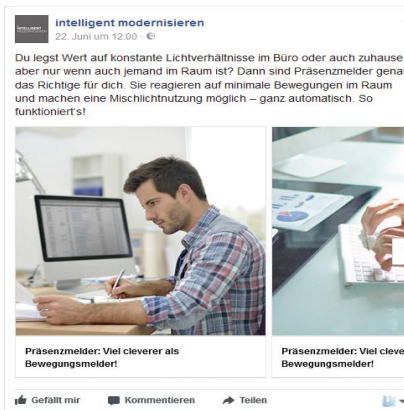 intelligent modernisieren
22. Juni um 12:00
Du legst Wert auf konstante Lichtverhältnisse im Büro oder auch zuhause
aber nur wenn auch jemand im Raum ist? Dann sind Präsenzmelder gena
das Richtige für dich. Sie reagieren auf minimale Bewegungen im Raum
und machen eine Mischlichtnutzung möglich – ganz automatisch. So
funktioniert's!
Präsenzmelder: Viel cleverer als
Bewegungsmelder!
Präsenzmelder: Viel cleve
Bewegungsmelder!
Gefällt mir Kommentieren Teilen